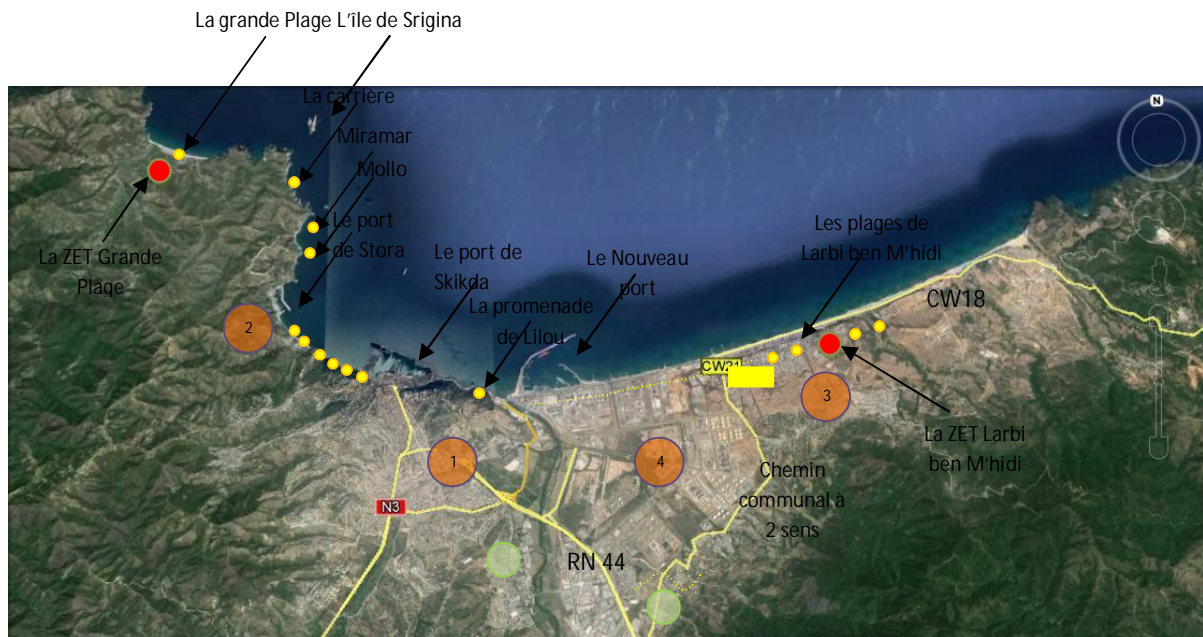 La grande Plage L'île de Srigina
N
La carrière
Miramar
Mollo
Le port
de Stora
La ZET Grande
Plage
Le port de
Skikda
Le Nouveau
port
Les plages de
Larbi ben M'hidi
La promenade
de Lilou
CW18
2
CW21
3
La ZET Larbi
ben M'hidi
1
4
Chemin
communal à
2 sens
N3
RN 44